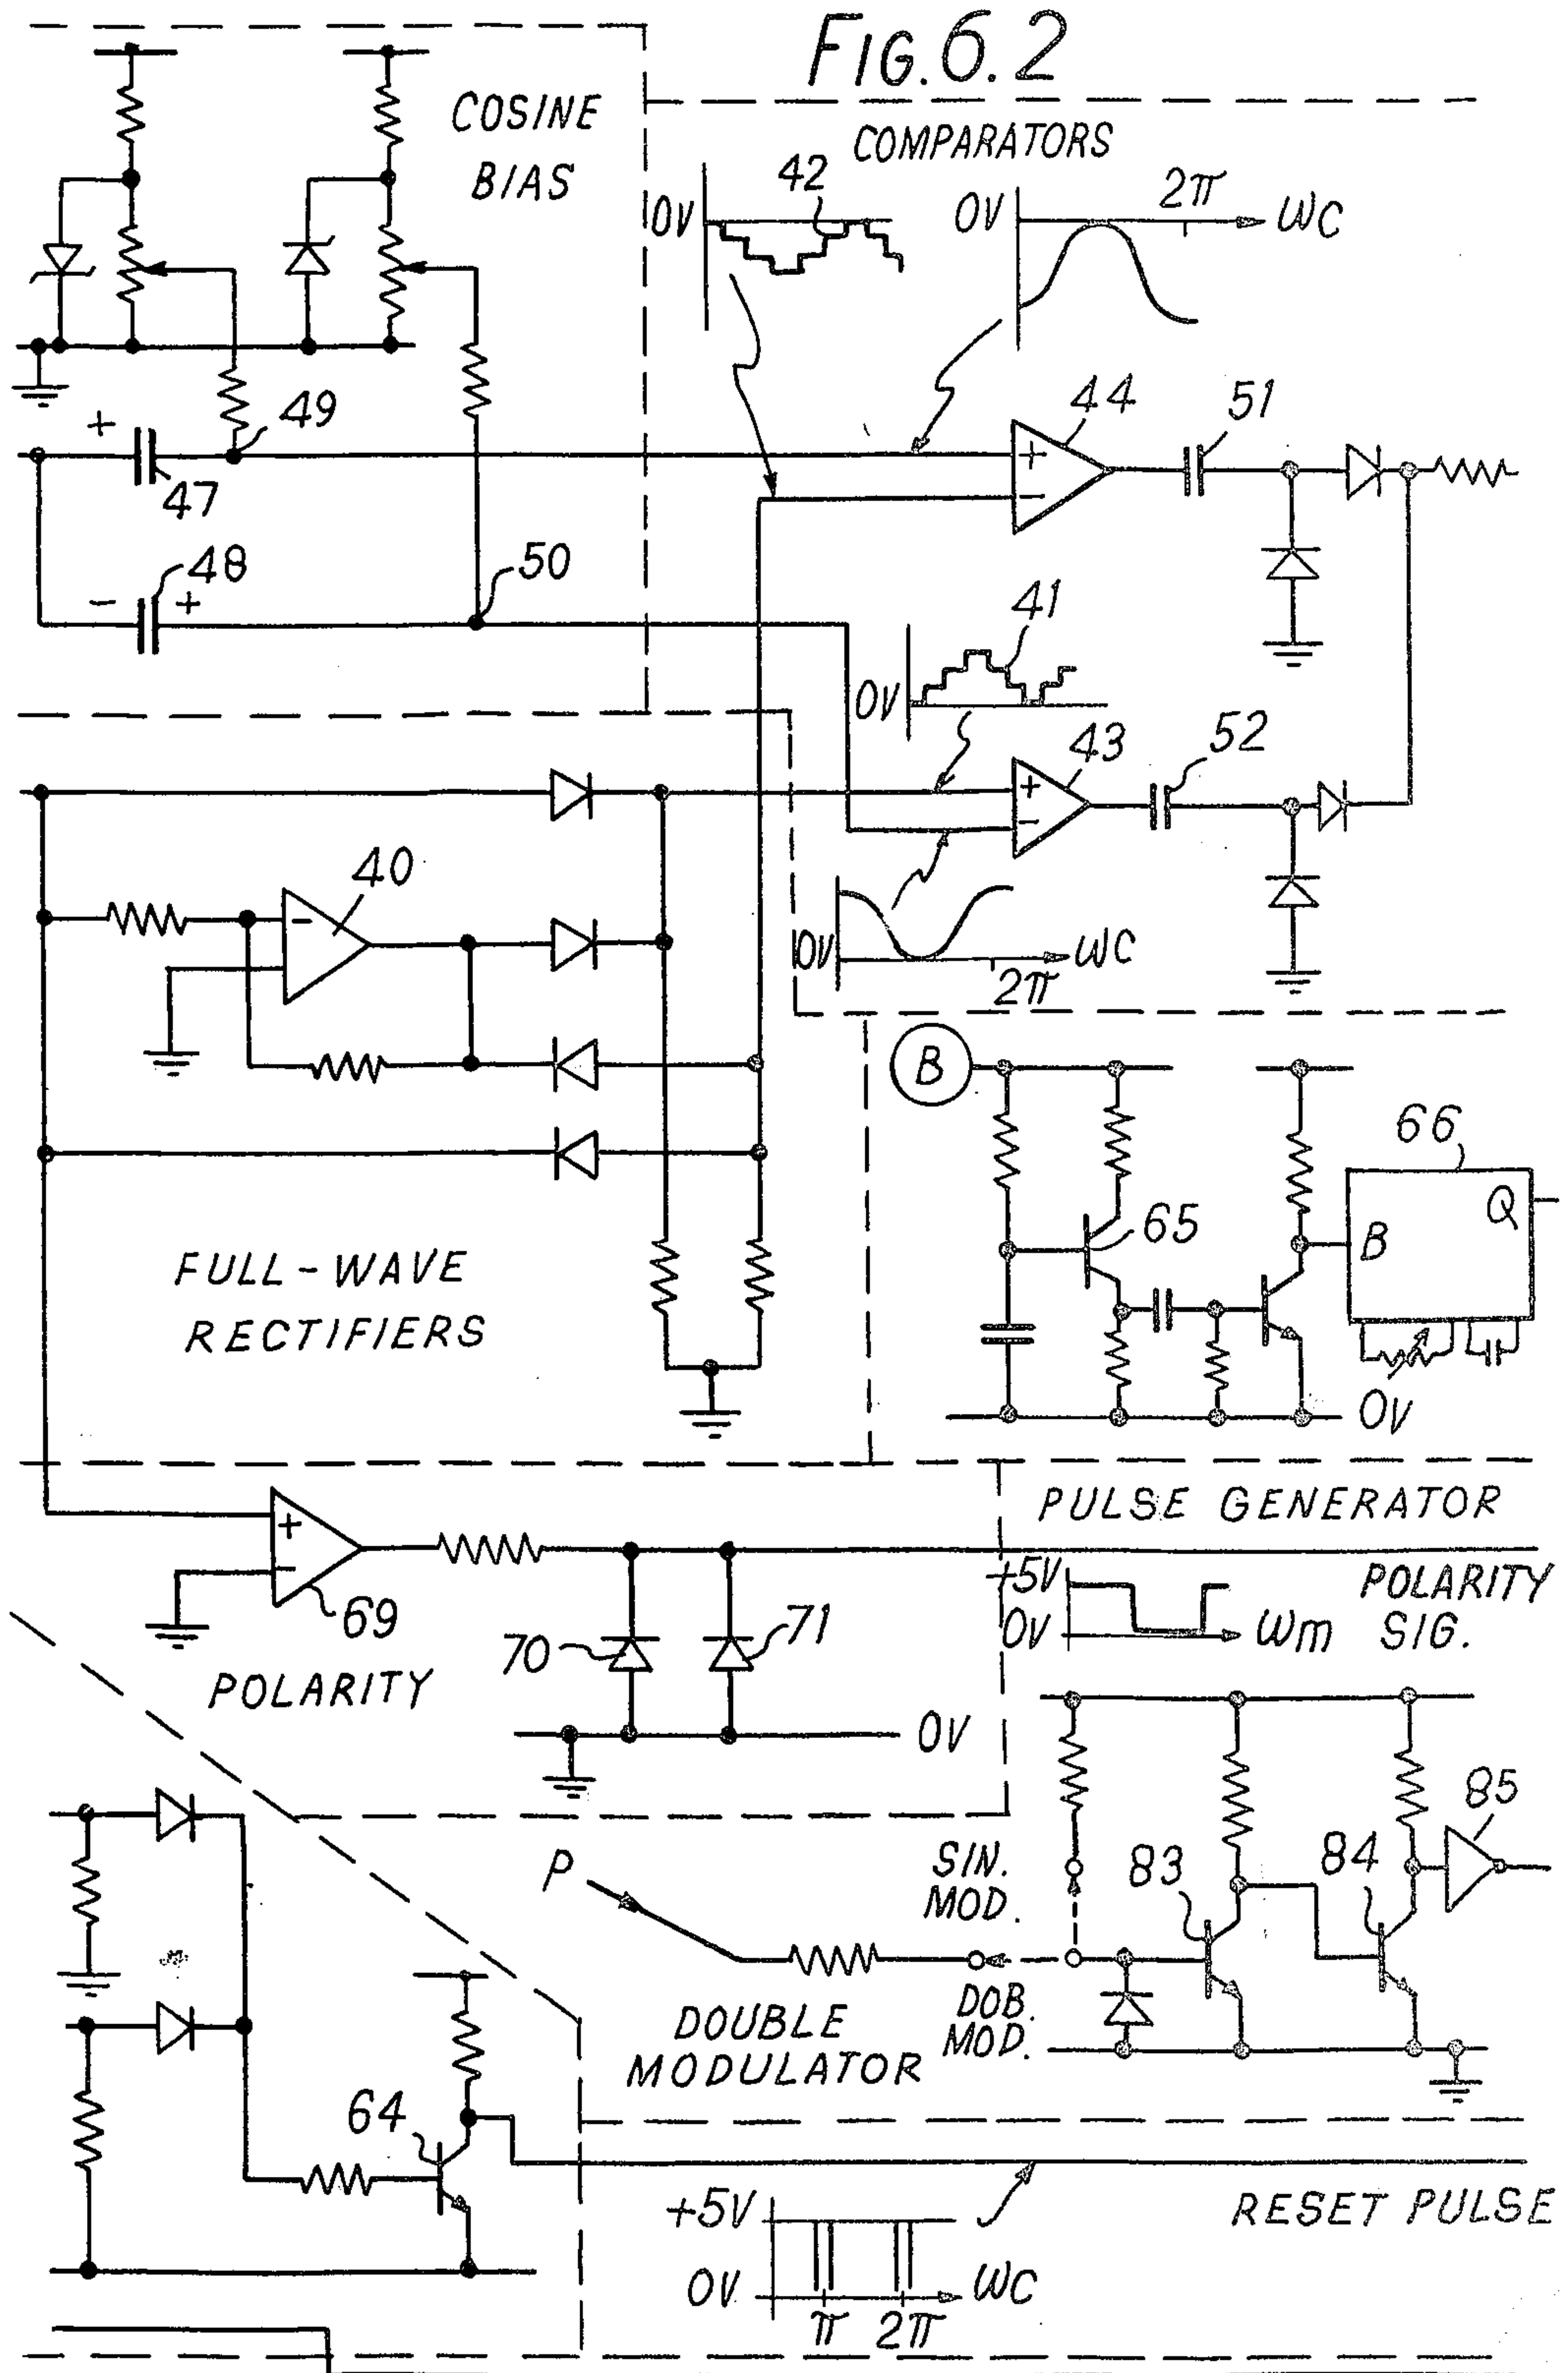 FIG. 6.2
COSINE
BIAS
COMPARATORS
42
0V
0V
2π
ωC
44
51
+
49
+
-
47
48
50
-
+
41
0V
43
52
+
-
40
-
0V
ωC
2π
B
66
Q
65
B
FULL-WAVE
RECTIFIERS
0V
PULSE GENERATOR
+
-
69
+5V
0V
ωm
POLARITY
SIG.
70
71
POLARITY
0V
85
P
SIN.
MOD.
83
84
DOUBLE
MODULATOR
DOB.
MOD.
64
+5V
0V
ωC
π
2π
RESET PULSE